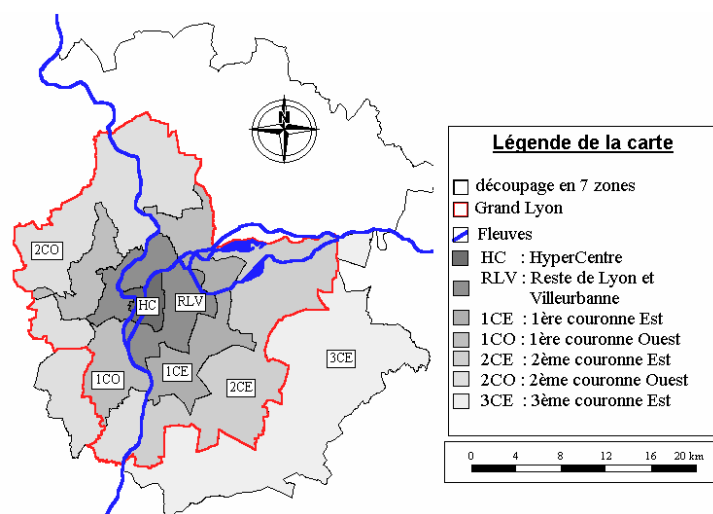 N
2CO
HC
RLV
3CE
1CO
1CE
2CE
Légende de la carte
découpage en 7 zones
Grand Lyon
Fleuves
HC : HyperCentre
RLV : Reste de Lyon et
Villeurbanne
1CE : 1ère couronne Est
1CO : 1ère couronne Ouest
2CE : 2ème couronne Est
2CO : 2ème couronne Ouest
3CE : 3ème couronne Est
0 4 8 12 16 20 km